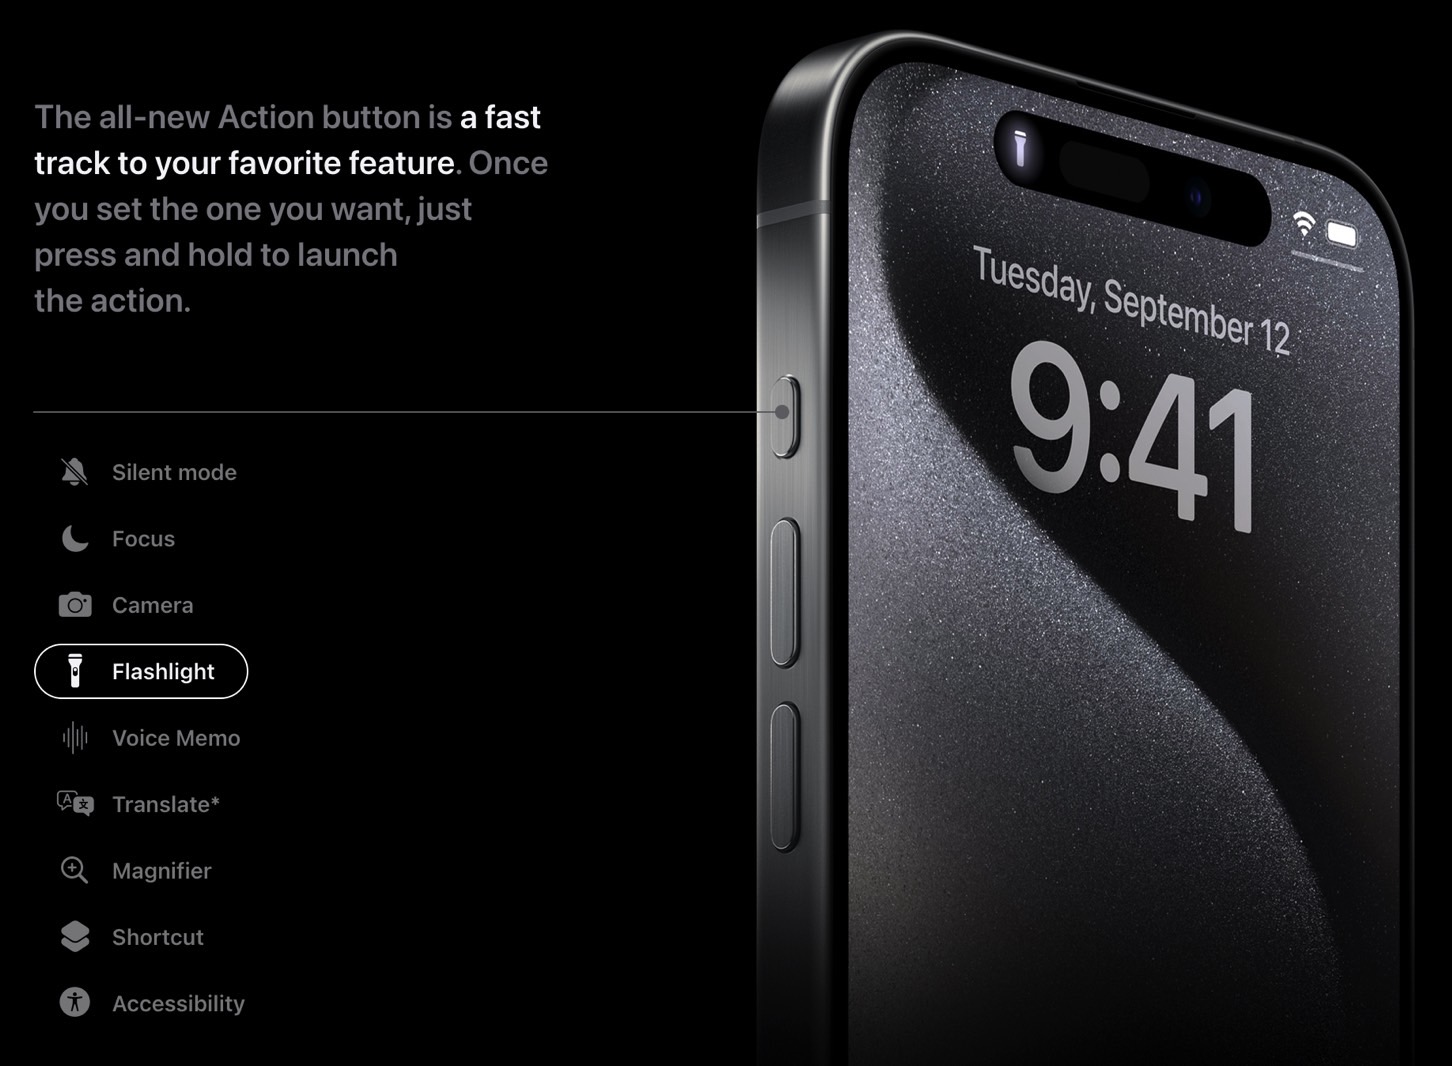 The all-new Action button is a fast
track to your favorite feature. Once
you set the one you want, just
press and hold to launch
the action.
Silent mode
Focus
Camera
Flashlight
Voice Memo
Translate*
Magnifier
Shortcut
Accessibility
Tuesday, September 12
9:41